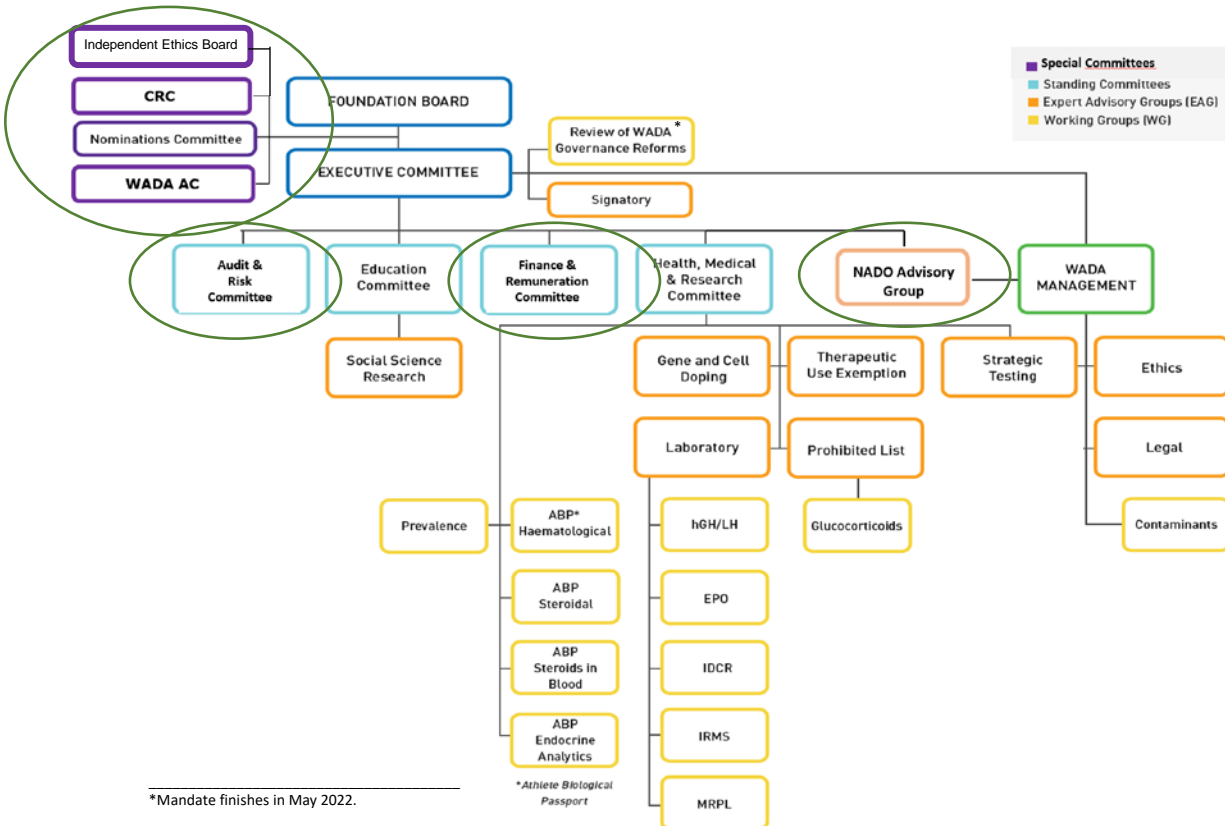 Independent Ethics Board
CRC
Nominations Committee
WADA AC
FOUNDATION BOARD
EXECUTIVE COMMITTEE
Review of WADA *
Governance Reforms
Signatory
Special Committees
Standing Committees
Expert Advisory Groups (EAG)
Working Groups (WG)
Audit &
Risk
Committee
Education
Committee
Finance &
Remuneration
Committee
Health, Medical
& Research
Committee
NADO Advisory
Group
WADA
MANAGEMENT
Social Science
Research
Gene and Cell
Doping
Therapeutic
Use Exemption
Strategic
Testing
Ethics
Laboratory
Prohibited List
Legal
Prevalence
ABP*
Haematological
hGH/LH
Glucocorticoids
Contaminants
ABP
Steroidal
EPO
ABP
Steroids in
Blood
IDCR
ABP
Endocrine
Analytics
IRMS
MRPL
*Athlete Biological
Passport
*Mandate finishes in May 2022.